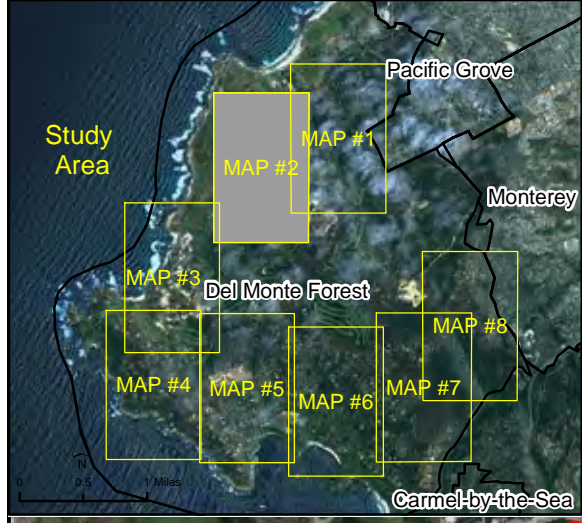 Pacific Grove
Study
Area
MAP #1
MAP #2
Monterey
MAP #3
Del Monte Forest
MAP #8
MAP #4
MAP #5
MAP #7
MAP #6
N
0 0.5 1 Miles
Carmel-by-the-Sea